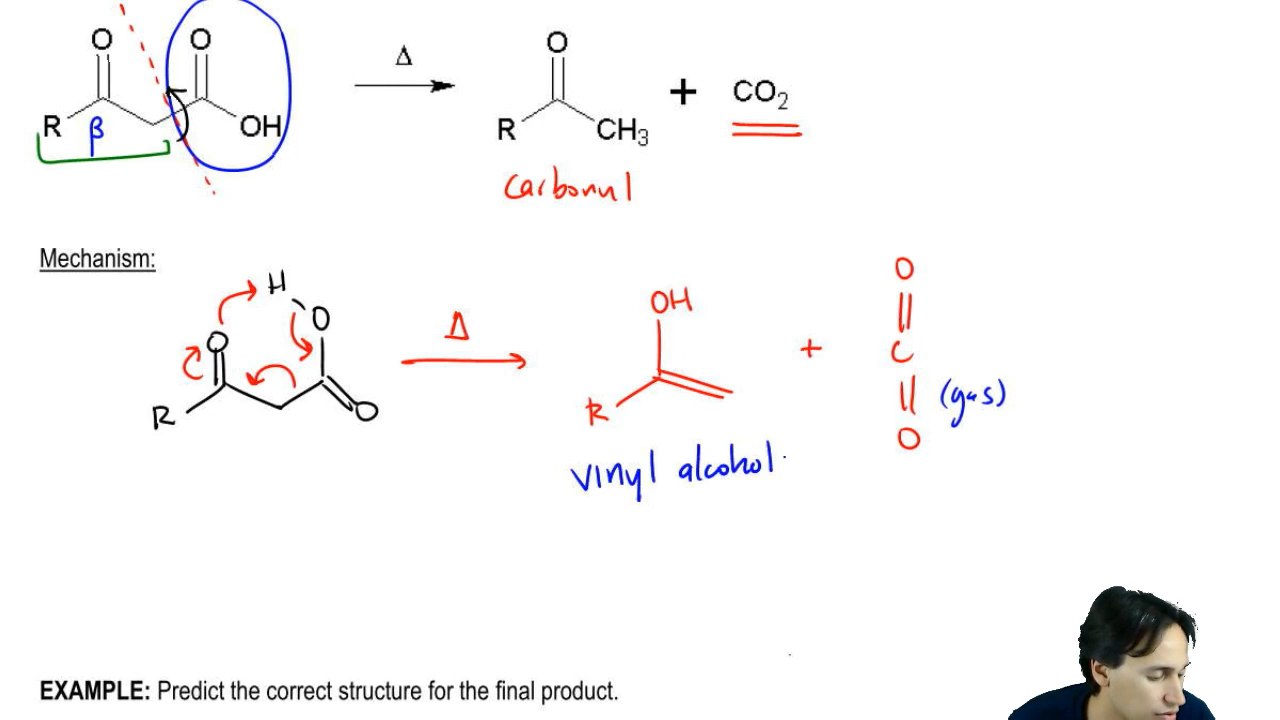 O O Δ O
R β OH R CH₃ + CO₂
carbonyl
Mechanism:
H O OH O
O Δ + C
R O R O (gas)
vinyl alcohol
EXAMPLE: Predict the correct structure for the final product.